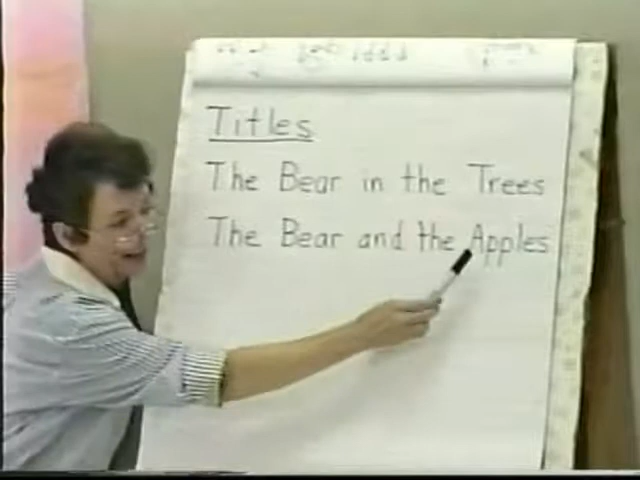 Titles
The Bear in the Trees
The Bear and the Apples